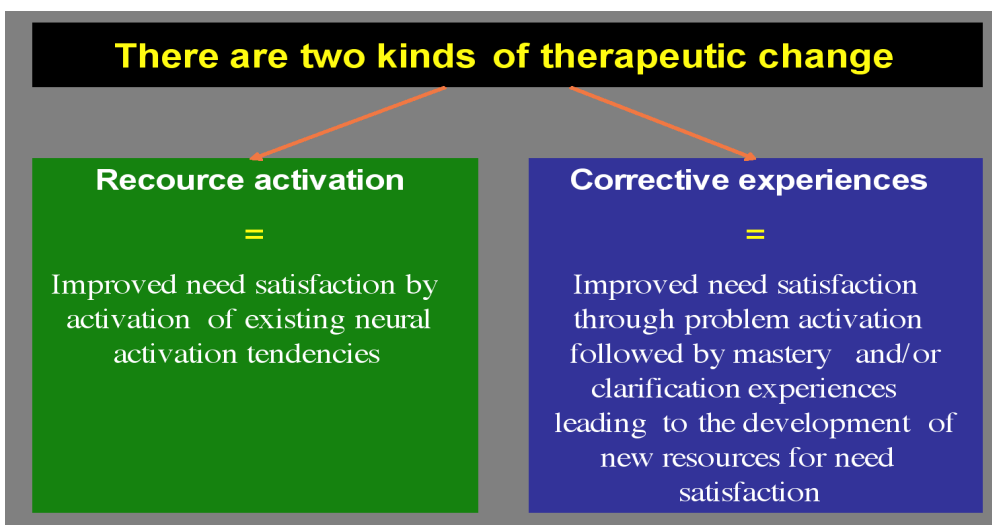 There are two kinds of therapeutic change
Recource activation
=
Improved need satisfaction by
activation of existing neural
activation tendencies
Corrective experiences
=
Improved need satisfaction
through problem activation
followed by mastery and/or
clarification experiences
leading to the development of
new resources for need
satisfaction